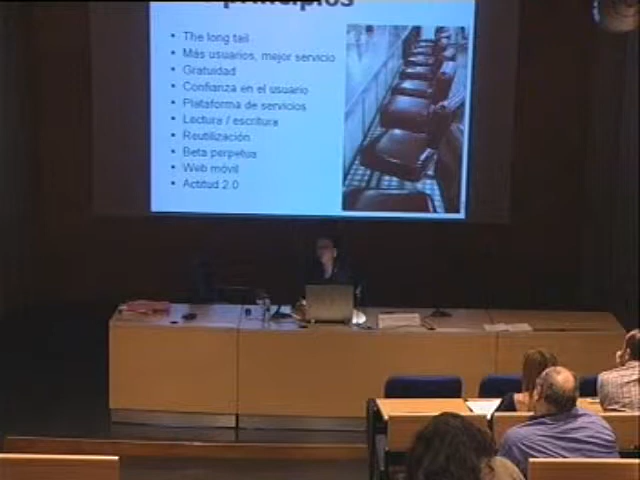 principios
The long tail
Más usuarios, mejor servicio
Gratuidad
Confianza en el usuario
Plataforma de servicios
Lectura / escritura
Reutilización
Beta perpetua
Web móvil
Actitud 2.0